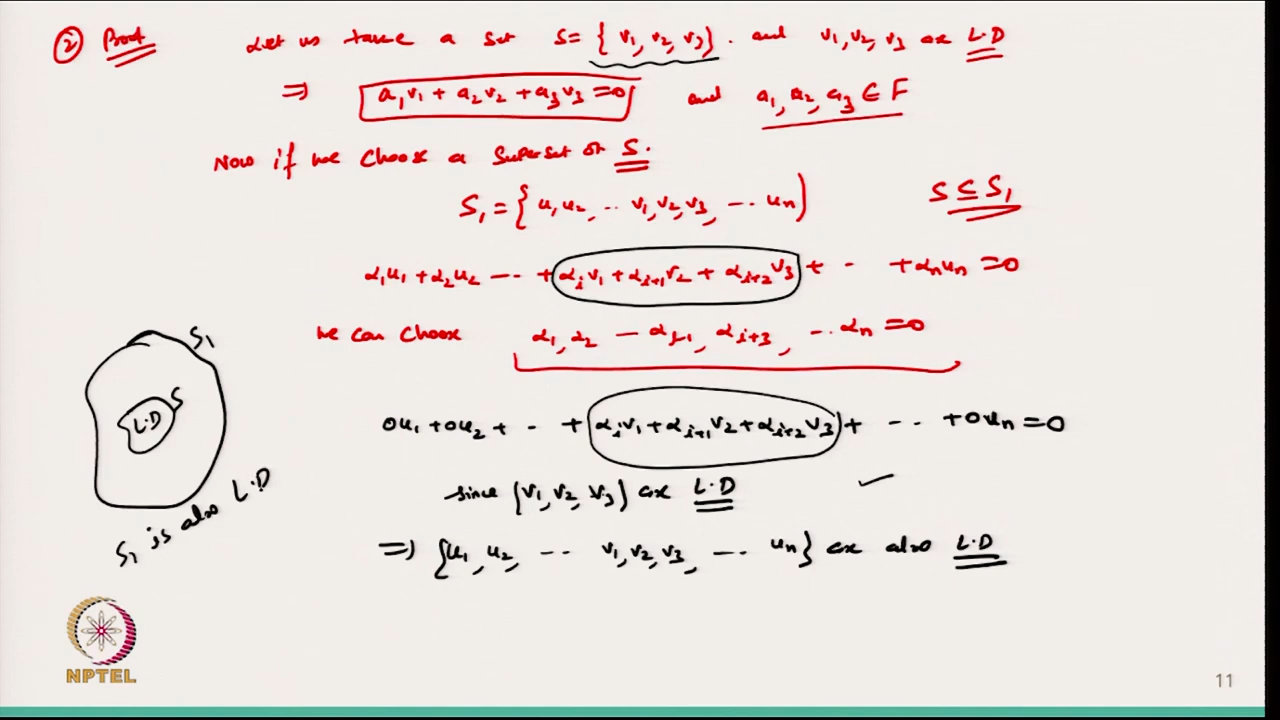 ② Proof Let us take a set S = {v₁, v₂, v₃}. and v₁, v₂, v₃ are L.D
⇒ a₁v₁ + a₂v₂ + a₃v₃ = 0 and a₁, a₂, a₃ ∈ F
Now if we choose a superset of S.
S₁ = {u₁, u₂, .. v₁, v₂, v₃, ... un} S ⊆ S₁
α₁u₁ + α₂u₂ ... + αᵢv₁ + αᵢ₊₁v₂ + αᵢ₊₂v₃ + .. + αₙuₙ = 0
we can choose α₁, α₂ — αᵢ₋₁, αᵢ₊₃, ... αₙ = 0
S₁
S
L.D
0u₁ + 0u₂ + .. + αᵢv₁ + αᵢ₊₁v₂ + αᵢ₊₂v₃ + ... + 0uₙ = 0
since {v₁, v₂, v₃} are L.D ✓
S₁ is also L.D
⇒ {u₁, u₂, ... v₁, v₂, v₃, ... uₙ} are also L.D
NPTEL
11